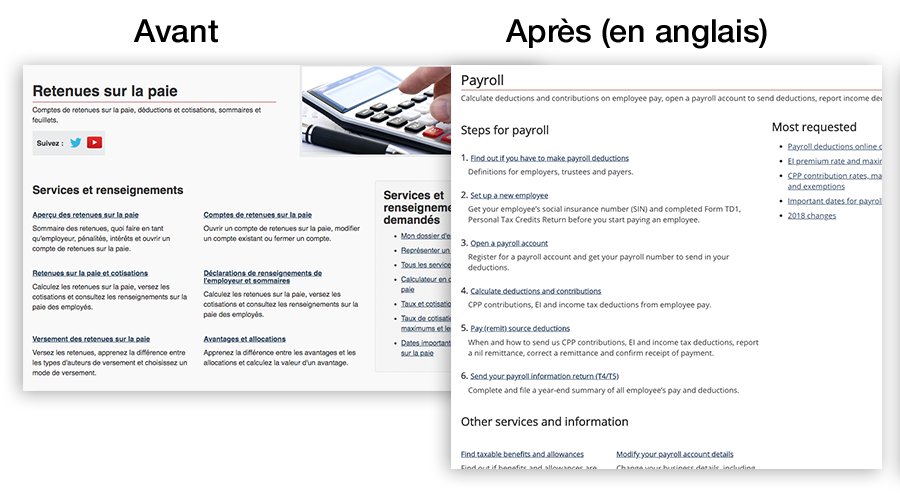 Avant
Après (en anglais)
Retenues sur la paie
Comptes de retenues sur la paie, déductions et cotisations, sommaires et
feuillets.
Suivez :
Services et renseignements
Aperçu des retenues sur la paie
Sommaire des retenues, quoi faire en tant
qu'employeur, pénalités, intérêts et ouvrir un
compte de retenues sur la paie.
Comptes de retenues sur la paie
Ouvrir un compte de retenues sur la paie, modifier
un compte existant ou fermer un compte.
Retenues sur la paie et cotisations
Calculez les retenues sur la paie, versez les
cotisations et consultez les renseignements sur la
paie des employés.
Déclarations de renseignements de
l'employeur et sommaires
Calculez les retenues sur la paie, versez les
cotisations et consultez les renseignements sur la
paie des employés.
Versement des retenues sur la paie
Versez les retenues, apprenez la différence entre
les types d'auteurs de versement et choisissez un
mode de versement.
Avantages et allocations
Apprenez la différence entre les avantages et les
allocations et calculez la valeur d'un avantage.
Services et
renseigneme
demandés
Mon dossier d'e
Représenter un
Tous les service
Calculateur en
paie
Taux et cotisatio
Taux de cotisa
maximums et le
Dates important
sur la paie
Payroll
Calculate deductions and contributions on employee pay, open a payroll account to send deductions, report income de
Steps for payroll
1. Find out if you have to make payroll deductions
Definitions for employers, trustees and payers.
2. Set up a new employee
Get your employee's social insurance number (SIN) and completed Form TD1,
Personal Tax Credits Return before you start paying an employee.
3. Open a payroll account
Register for a payroll account and get your payroll number to send in your
deductions.
4. Calculate deductions and contributions
CPP contributions, EI and income tax deductions from employee pay.
5. Pay (remit) source deductions
When and how to send us CPP contributions, EI and income tax deductions, report
a nil remittance, correct a remittance and confirm receipt of payment.
6. Send your payroll information return (T4/T5)
Complete and file a year-end summary of all employee's pay and deductions.
Most requested
Payroll deductions online
EI premium rate and maxi
CPP contribution rates, ma
and exemptions
Important dates for payrol
2018 changes
Other services and information
Find taxable benefits and allowances
Find out if benefits and allowances are
Modify your payroll account details
Change your business details, including